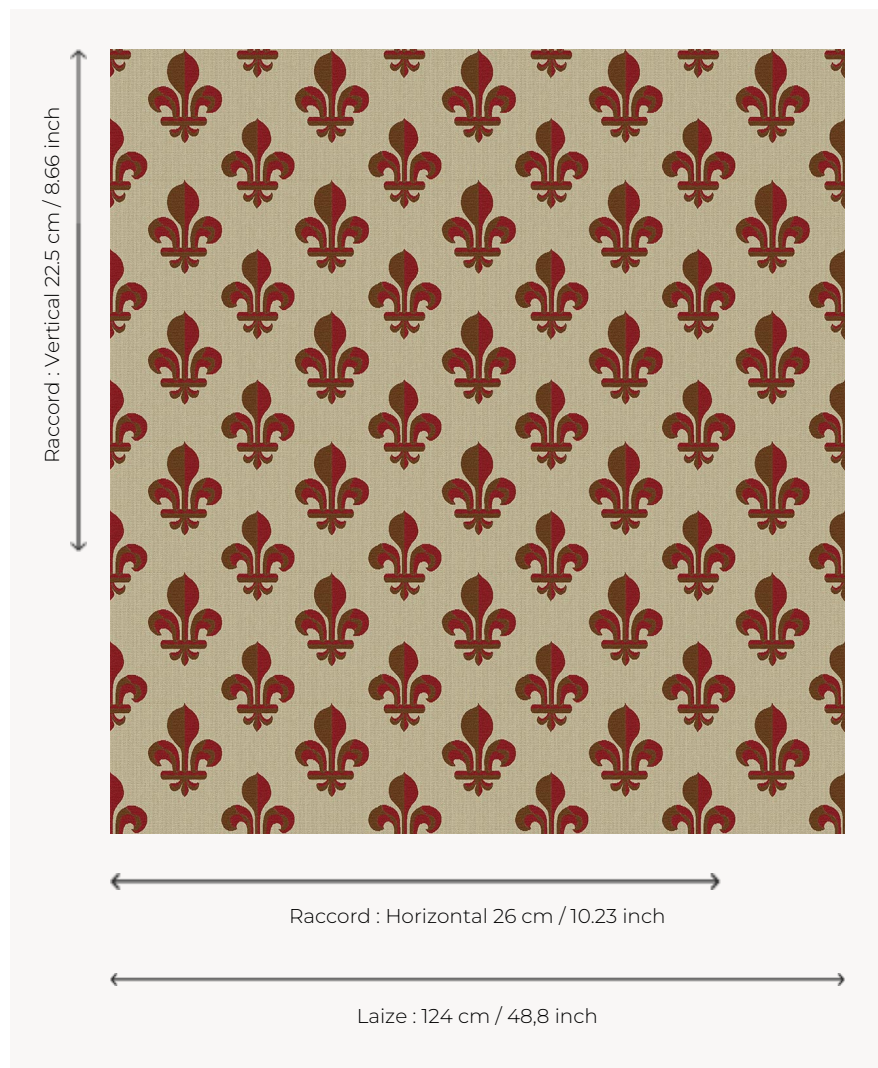 Raccord : Vertical 22.5 cm / 8.66 inch
Raccord : Horizontal 26 cm / 10.23 inch
Laize : 124 cm / 48,8 inch